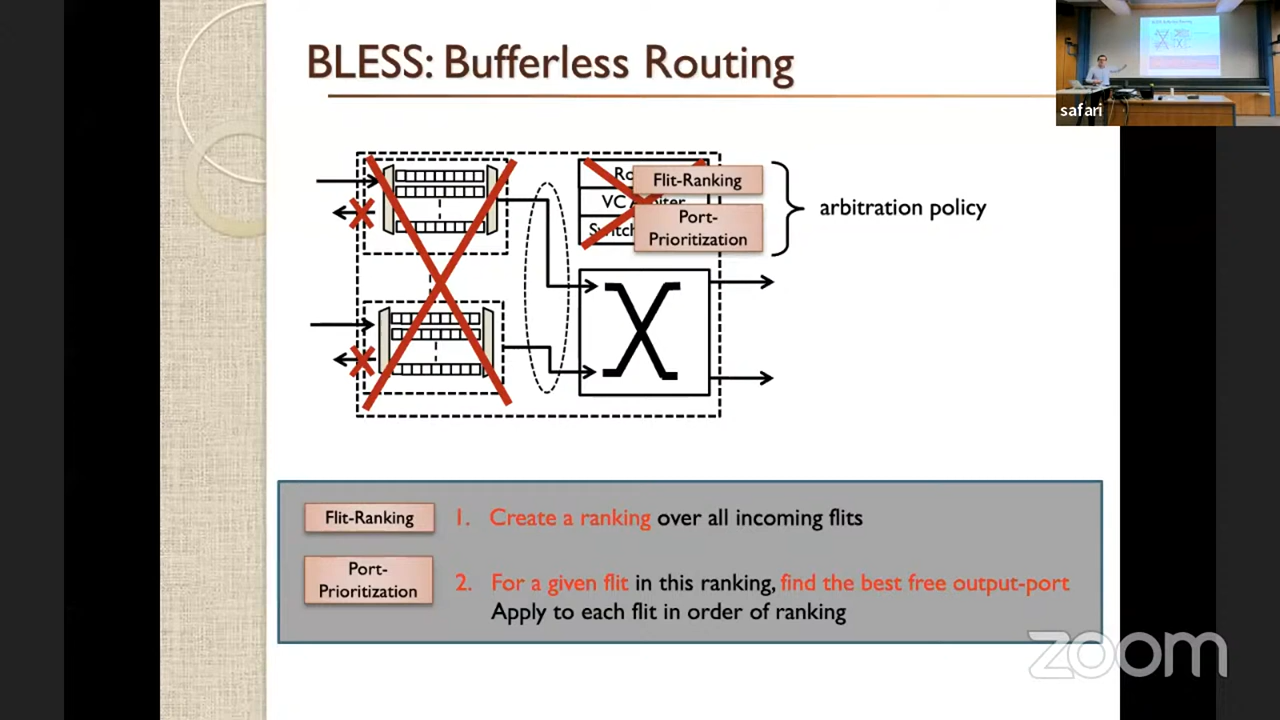 BLESS: Bufferless Routing
safari
Flit-Ranking
VC Arbiter
Port-
Prioritization
arbitration policy
Flit-Ranking
1. Create a ranking over all incoming flits
Port-
Prioritization
2. For a given flit in this ranking, find the best free output-port
Apply to each flit in order of ranking
zoom